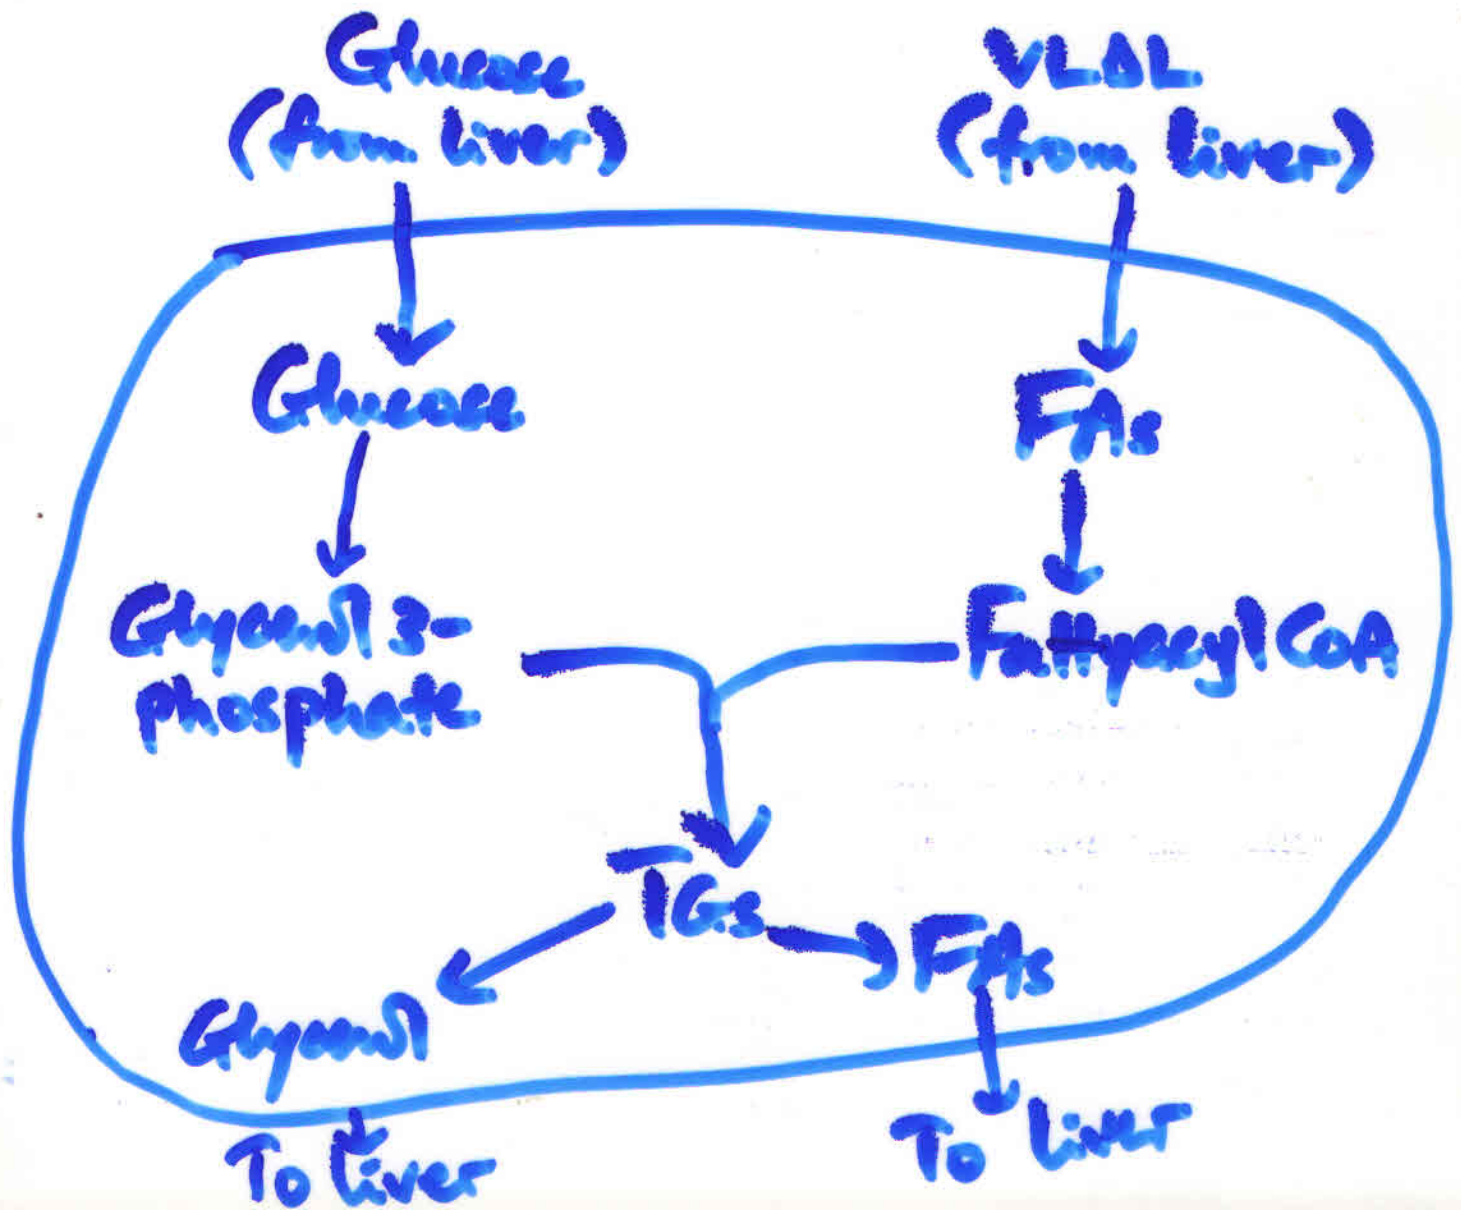 Glucose
(from liver)
VLDL
(from liver)
Glucose
FAs
Glycerol 3-
phosphate
Fattyacyl CoA
TGs
FAs
Glycerol
To liver
To liver